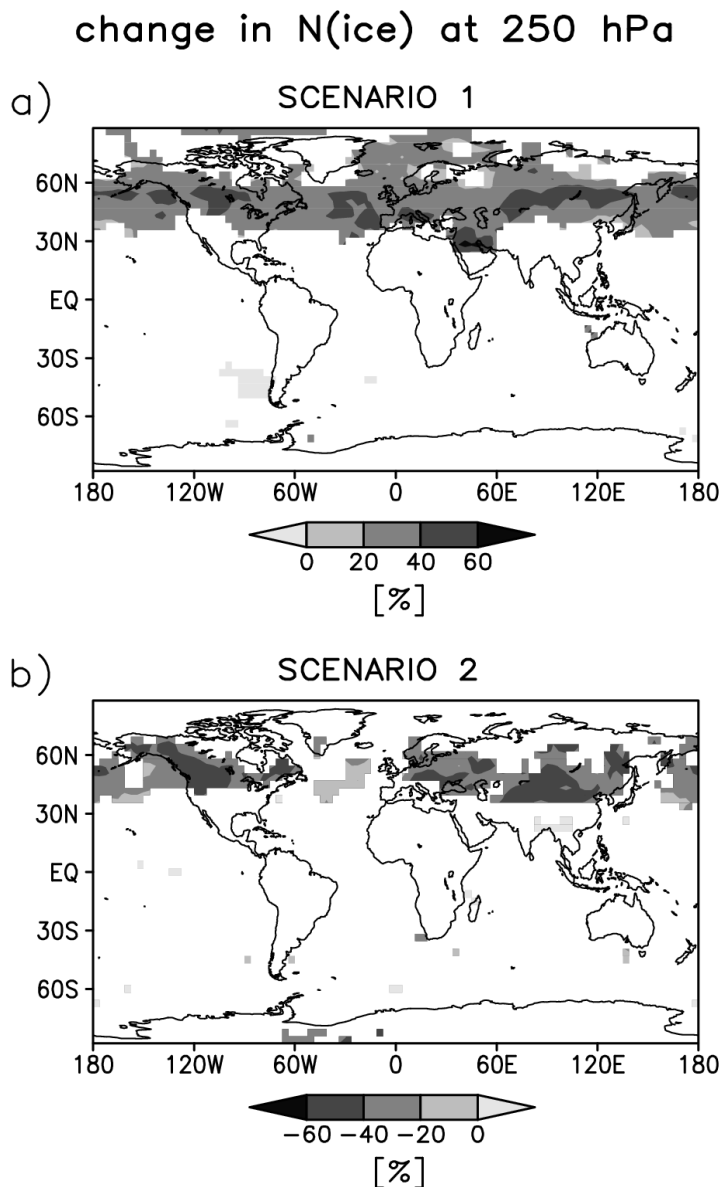 change in N(ice) at 250 hPa
a)
SCENARIO 1
60N
30N
EQ
30S
60S
180 120W 60W 0 60E 120E 180
0 20 40 60
[%]
b)
SCENARIO 2
60N
30N
EQ
30S
60S
180 120W 60W 0 60E 120E 180
−60 −40 −20 0
[%]